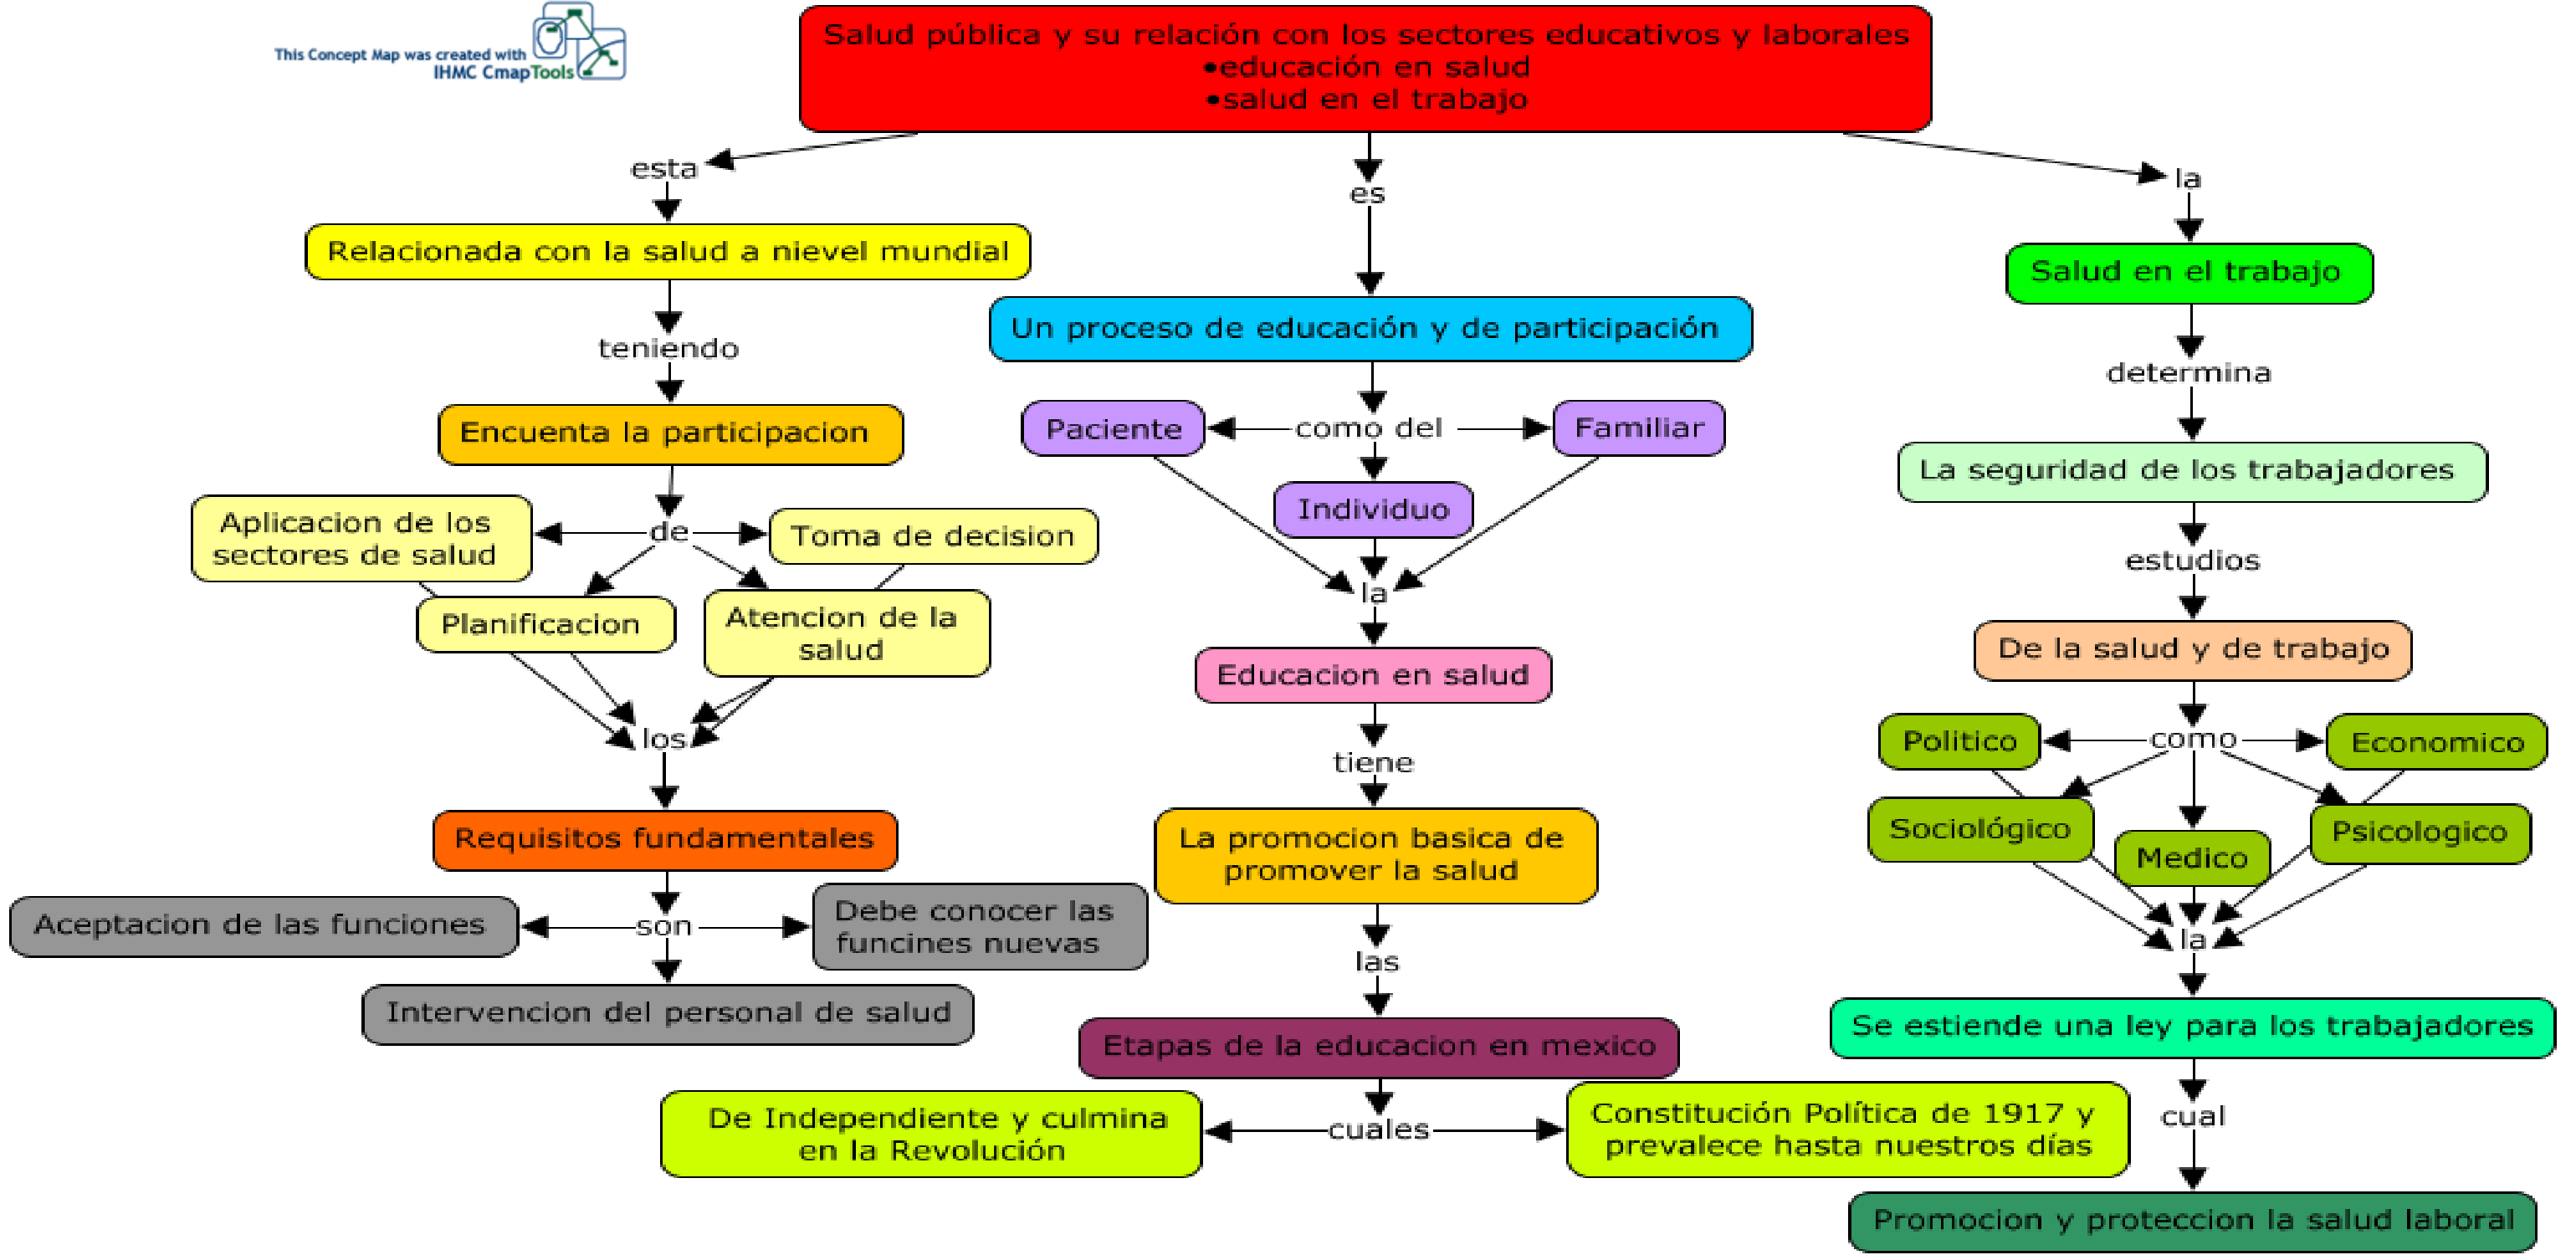 This Concept Map was created with
IHMC CmapTools
Salud pública y su relación con los sectores educativos y laborales
•educación en salud
•salud en el trabajo
esta
es
la
Relacionada con la salud a nievel mundial
Salud en el trabajo
teniendo
Un proceso de educación y de participación
determina
Encuenta la participacion
Paciente
como del
Familiar
La seguridad de los trabajadores
Individuo
Aplicacion de los
sectores de salud
de
Toma de decision
estudios
Planificacion
Atencion de la
salud
la
De la salud y de trabajo
Educacion en salud
los
tiene
Politico
como
Economico
Requisitos fundamentales
La promocion basica de
promover la salud
Sociológico
Medico
Psicologico
Aceptacion de las funciones
son
Debe conocer las
funcines nuevas
las
la
Intervencion del personal de salud
Etapas de la educacion en mexico
Se estiende una ley para los trabajadores
De Independiente y culmina
en la Revolución
cuales
Constitución Política de 1917 y
prevalece hasta nuestros días
cual
Promocion y proteccion la salud laboral